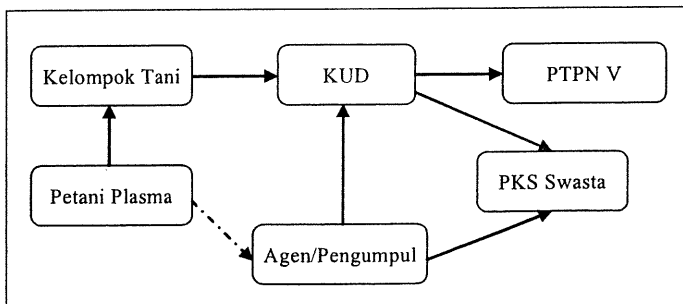 Kelompok Tani
KUD
PTPN V
Petani Plasma
PKS Swasta
Agen/Pengumpul